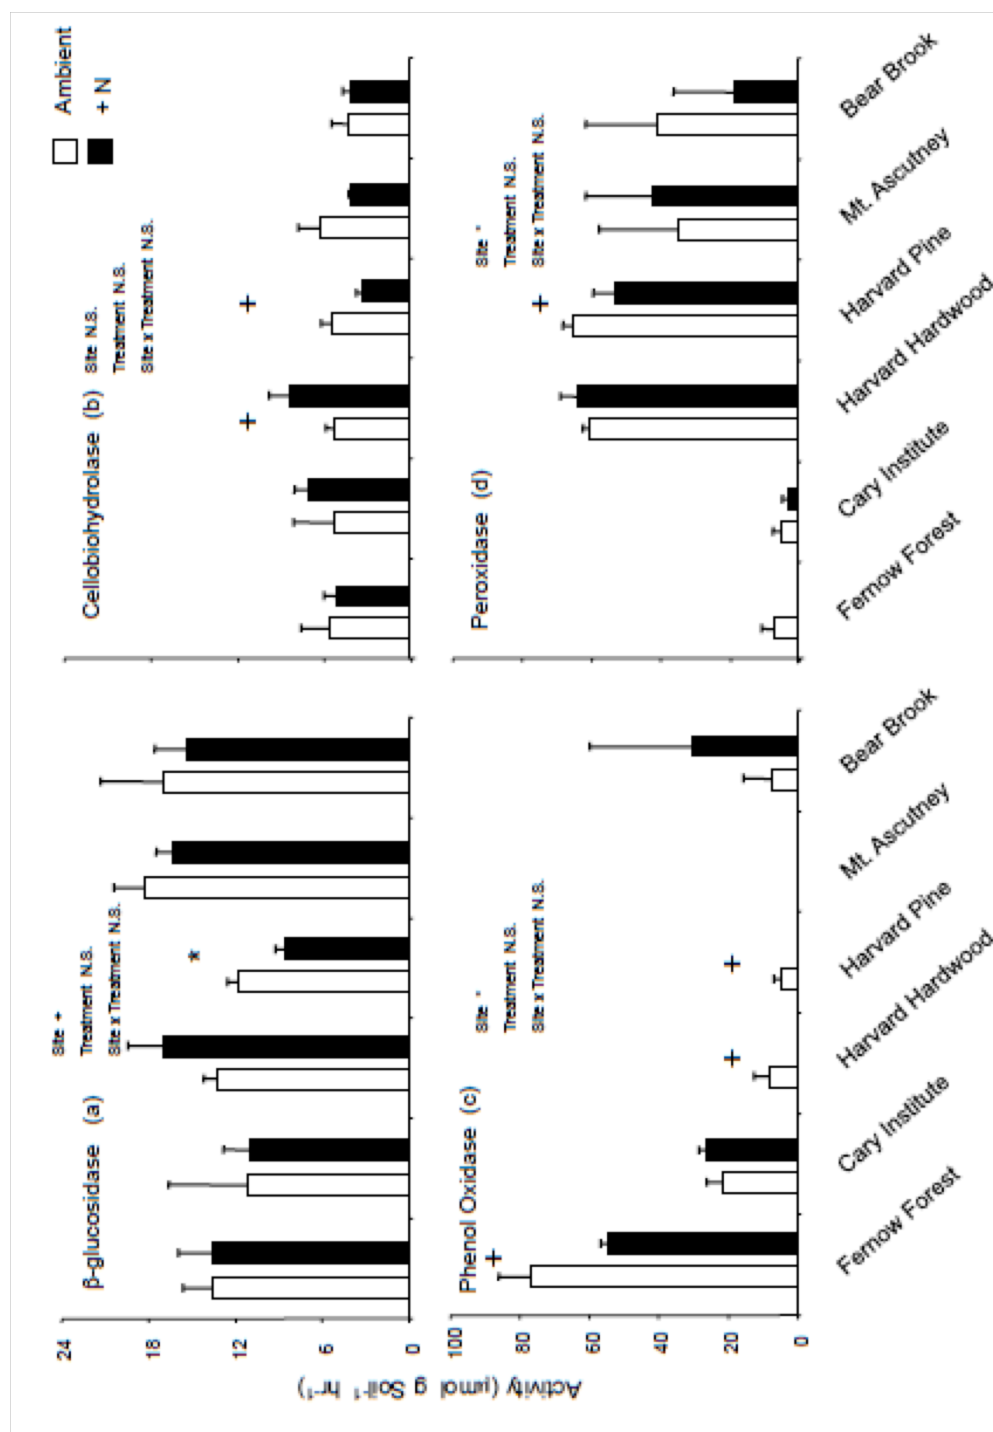 Ambient
+ N
β-glucosidase (a)
Site +
Treatment N.S.
Site x Treatment N.S.
*
24
18
12
6
0
Cellobiohydrolase (b)
Site N.S.
Treatment N.S.
Site x Treatment N.S.
+
+
Activity (µmol g Soil⁻¹ hr⁻¹)
Phenol Oxidase (c)
Site *
Treatment N.S.
Site x Treatment N.S.
+
+
+
100
80
60
40
20
0
Fernow Forest
Cary Institute
Harvard Hardwood
Harvard Pine
Mt. Ascutney
Bear Brook
Peroxidase (d)
Site *
Treatment N.S.
Site x Treatment N.S.
+
Fernow Forest
Cary Institute
Harvard Hardwood
Harvard Pine
Mt. Ascutney
Bear Brook